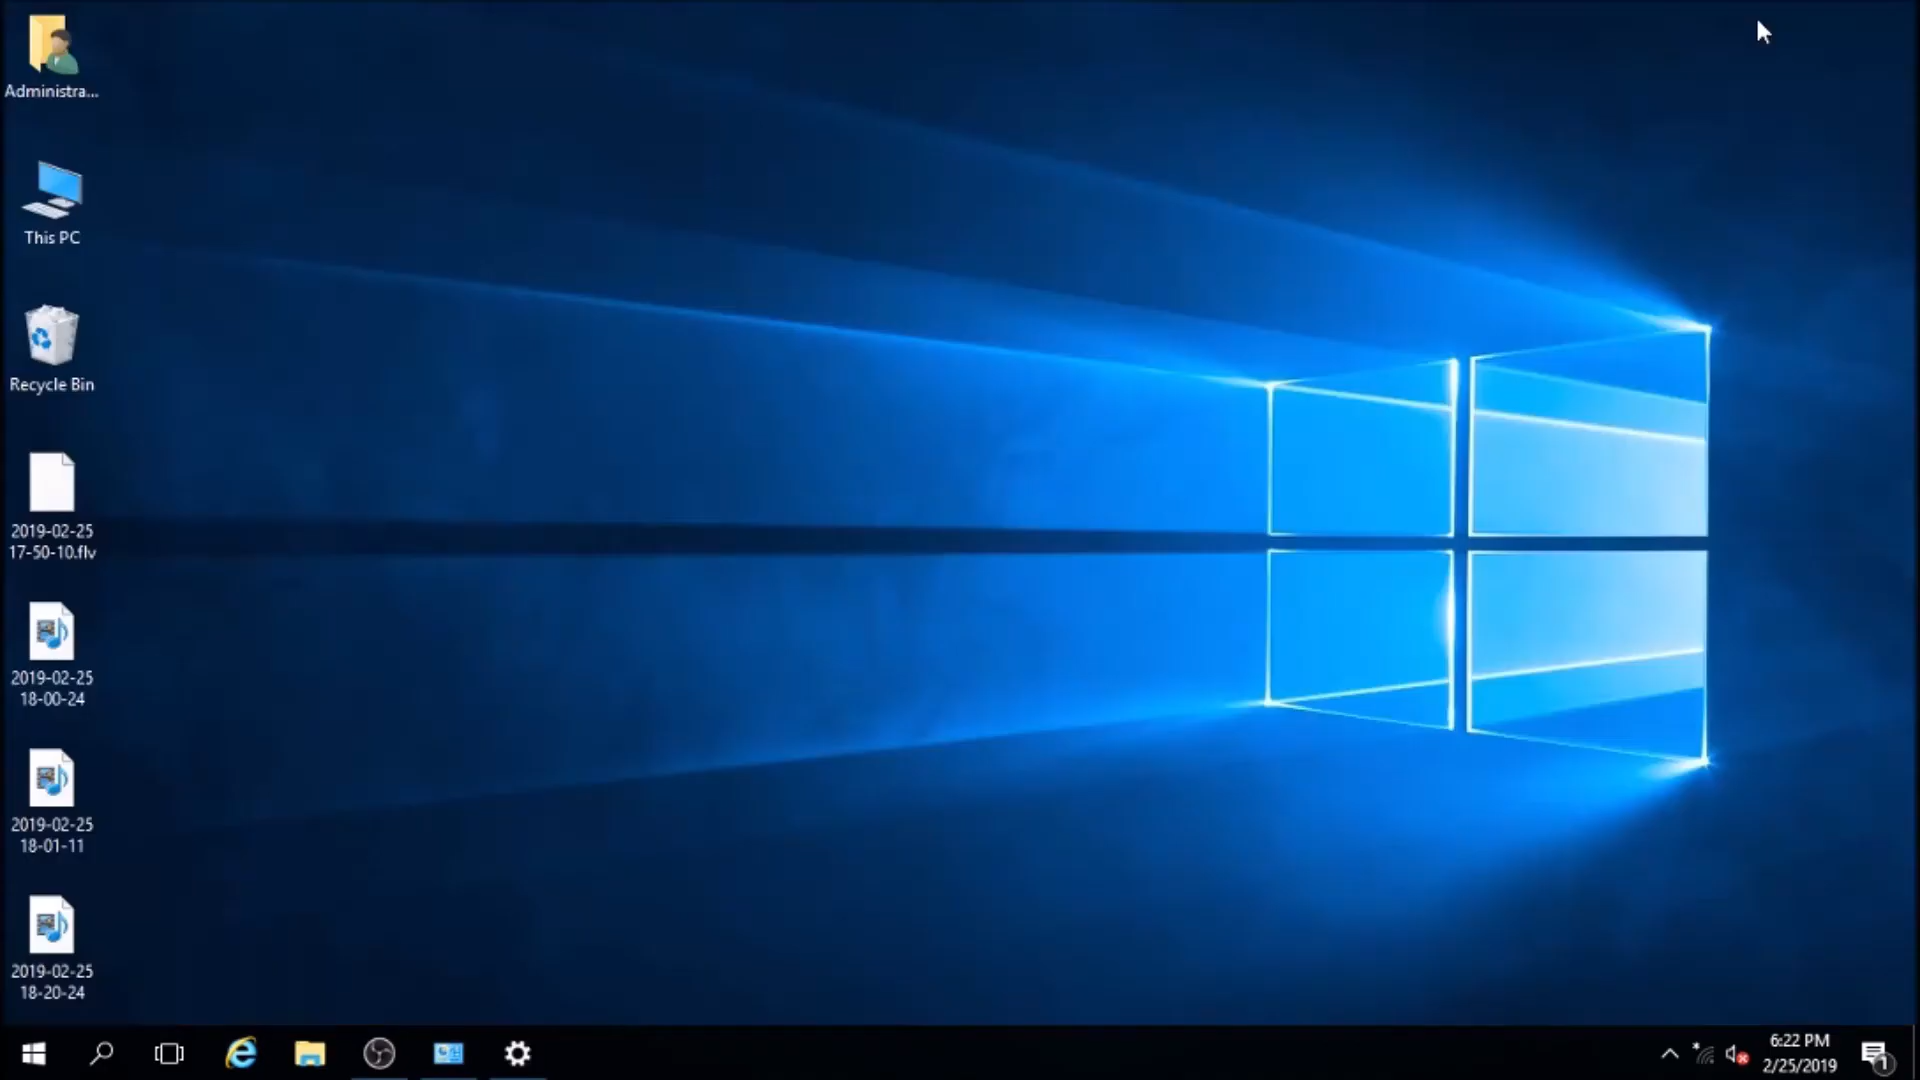 Administra...
This PC
Recycle Bin
2019-02-25
17-50-10.flv
2019-02-25
18-00-24
2019-02-25
18-01-11
2019-02-25
18-20-24
6:22 PM
2/25/2019
1